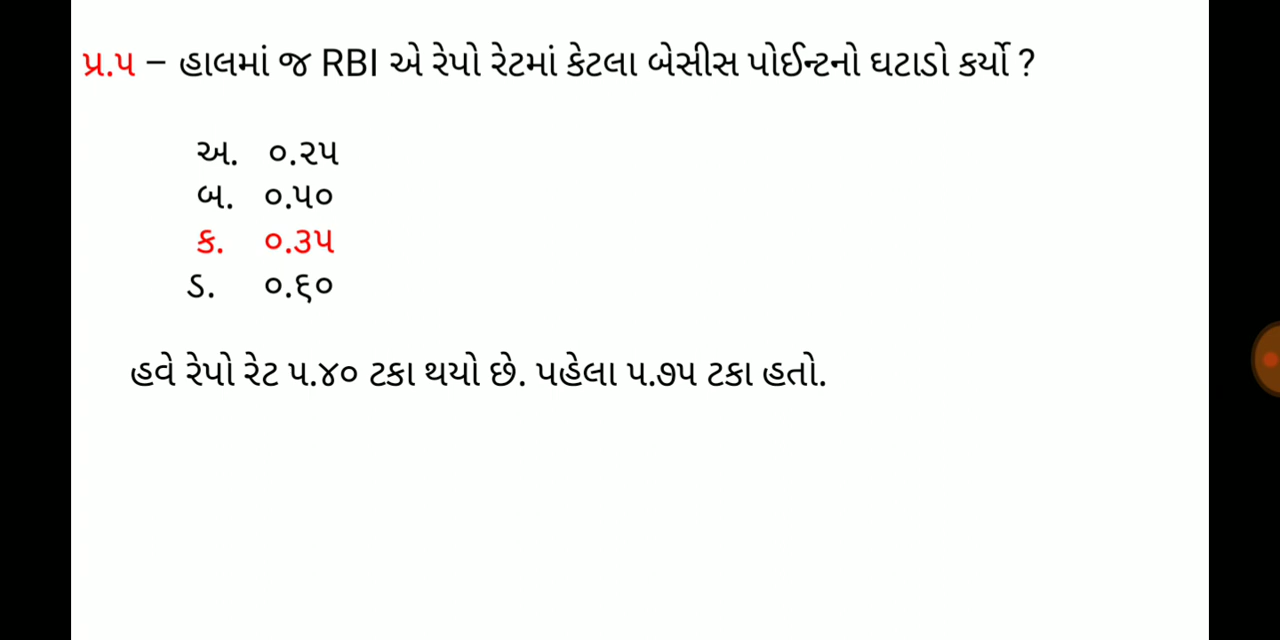 પ્ર.૫ – હાલમાં જ RBI એ રેપો રેટમાં કેટલા બેસીસ પોઈન્ટનો ઘટાડો કર્યો ?
અ. ૦.૨૫
બ. ૦.૫૦
ક. ૦.૩૫
ડ. ૦.૬૦
હવે રેપો રેટ ૫.૪૦ ટકા થયો છે. પહેલા ૫.૭૫ ટકા હતો.